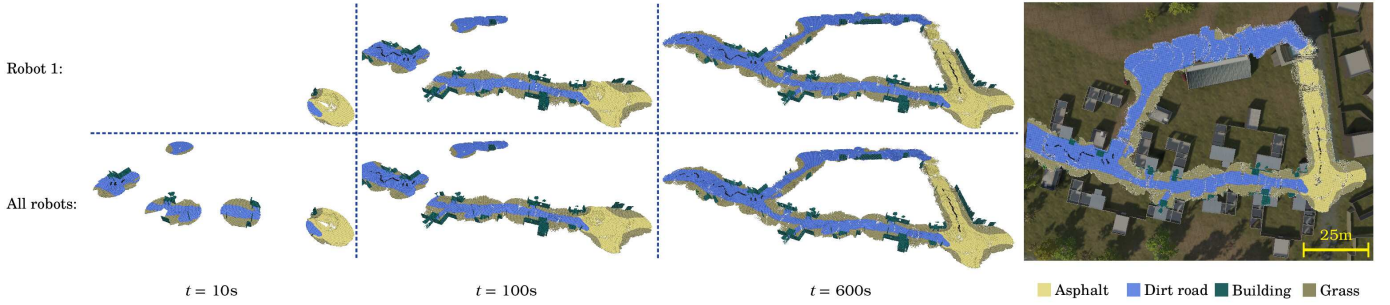 Robot 1:
All robots:
t = 10s
t = 100s
t = 600s
25m
Asphalt
Dirt road
Building
Grass